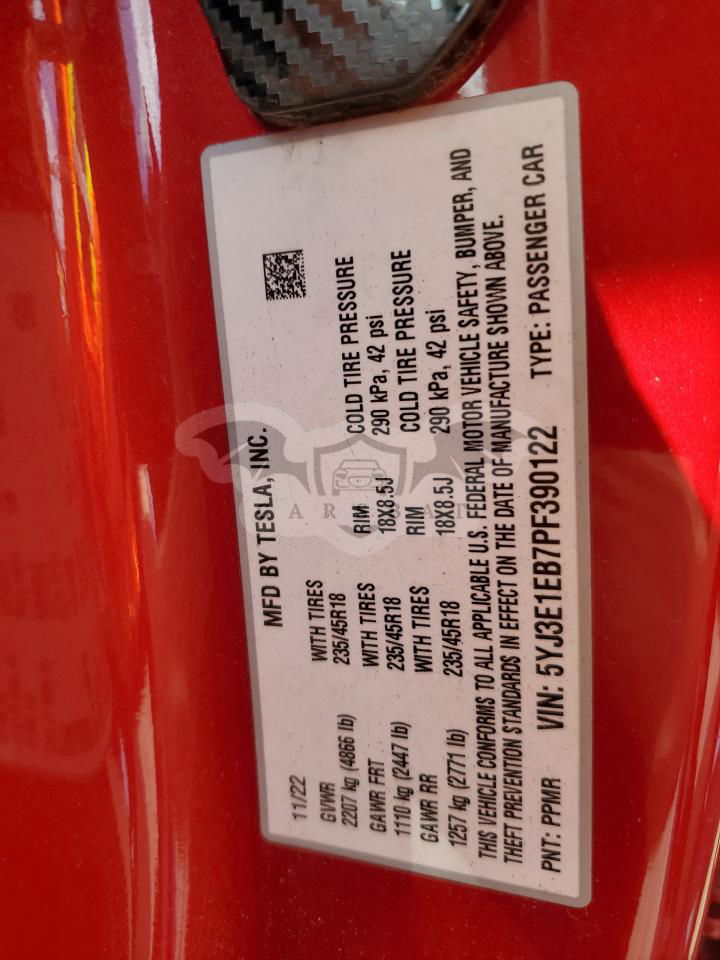 MFD BY TESLA, INC.
11/22
GVWR WITH TIRES RIM COLD TIRE PRESSURE
2207 kg (4866 lb) 235/45R18 18X8.5J 290 kPa, 42 psi
GAWR FRT WITH TIRES RIM COLD TIRE PRESSURE
1110 kg (2447 lb) 235/45R18 18X8.5J 290 kPa, 42 psi
GAWR RR WITH TIRES
1257 kg (2771 lb) 235/45R18
THIS VEHICLE CONFORMS TO ALL APPLICABLE U.S. FEDERAL MOTOR VEHICLE SAFETY, BUMPER, AND
THEFT PREVENTION STANDARDS IN EFFECT ON THE DATE OF MANUFACTURE SHOWN ABOVE.
PNT: PPMR VIN: 5YJ3E1EB7PF390122 TYPE: PASSENGER CAR